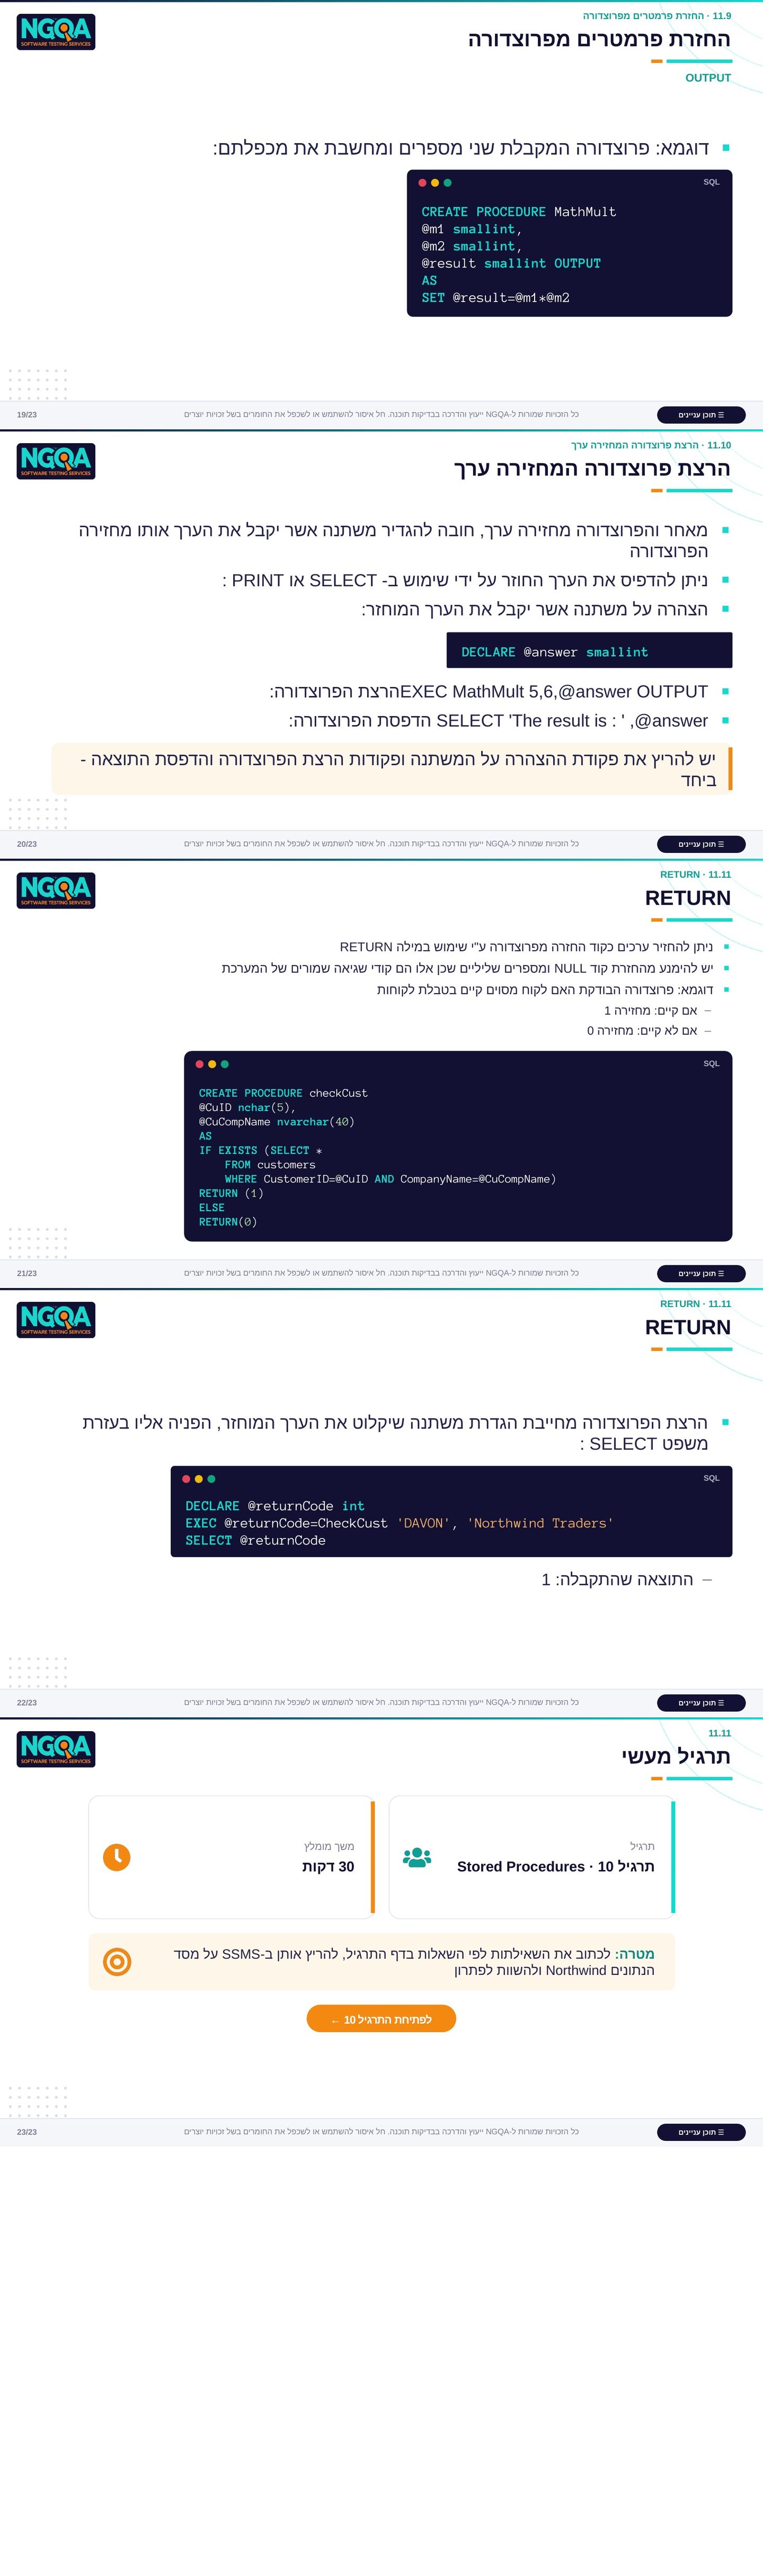 11.9 · החזרת פרמטרים מפרוצדורה
NGQA
SOFTWARE TESTING SERVICES
החזרת פרמטרים מפרוצדורה
OUTPUT
דוגמא: פרוצדורה המקבלת שני מספרים ומחשבת את מכפלתם:
SQL
CREATE PROCEDURE MathMult
@m1 smallint,
@m2 smallint,
@result smallint OUTPUT
AS
SET @result=@m1*@m2
☰ תוכן עניינים
כל הזכויות שמורות ל-NGQA ייעוץ והדרכה בבדיקות תוכנה. חל איסור להשתמש או לשכפל את החומרים בשל זכויות יוצרים
19/23
11.10 · הרצת פרוצדורה המחזירה ערך
NGQA
SOFTWARE TESTING SERVICES
הרצת פרוצדורה המחזירה ערך
מאחר והפרוצדורה מחזירה ערך, חובה להגדיר משתנה אשר יקבל את הערך אותו מחזירה
הפרוצדורה
ניתן להדפיס את הערך החוזר על ידי שימוש ב- SELECT או PRINT :
הצהרה על משתנה אשר יקבל את הערך המוחזר:
DECLARE @answer smallint
EXEC MathMult 5,6,@answer OUTPUTהרצת הפרוצדורה:
SELECT 'The result is : ' ,@answer הדפסת הפרוצדורה:
יש להריץ את פקודת ההצהרה על המשתנה ופקודות הרצת הפרוצדורה והדפסת התוצאה -
ביחד
☰ תוכן עניינים
כל הזכויות שמורות ל-NGQA ייעוץ והדרכה בבדיקות תוכנה. חל איסור להשתמש או לשכפל את החומרים בשל זכויות יוצרים
20/23
11.11 · RETURN
NGQA
SOFTWARE TESTING SERVICES
RETURN
ניתן להחזיר ערכים כקוד החזרה מפרוצדורה ע"י שימוש במילה RETURN
יש להימנע מהחזרת קוד NULL ומספרים שליליים שכן אלו הם קודי שגיאה שמורים של המערכת
דוגמא: פרוצדורה הבודקת האם לקוח מסוים קיים בטבלת לקוחות
– אם קיים: מחזירה 1
– אם לא קיים: מחזירה 0
SQL
CREATE PROCEDURE checkCust
@CuID nchar(5),
@CuCompName nvarchar(40)
AS
IF EXISTS (SELECT *
FROM customers
WHERE CustomerID=@CuID AND CompanyName=@CuCompName)
RETURN (1)
ELSE
RETURN(0)
☰ תוכן עניינים
כל הזכויות שמורות ל-NGQA ייעוץ והדרכה בבדיקות תוכנה. חל איסור להשתמש או לשכפל את החומרים בשל זכויות יוצרים
21/23
11.11 · RETURN
NGQA
SOFTWARE TESTING SERVICES
RETURN
הרצת הפרוצדורה מחייבת הגדרת משתנה שיקלוט את הערך המוחזר, הפניה אליו בעזרת
משפט SELECT :
SQL
DECLARE @returnCode int
EXEC @returnCode=CheckCust 'DAVON', 'Northwind Traders'
SELECT @returnCode
– התוצאה שהתקבלה: 1
☰ תוכן עניינים
כל הזכויות שמורות ל-NGQA ייעוץ והדרכה בבדיקות תוכנה. חל איסור להשתמש או לשכפל את החומרים בשל זכויות יוצרים
22/23
11.11
NGQA
SOFTWARE TESTING SERVICES
תרגיל מעשי
תרגיל
תרגיל 10 · Stored Procedures
משך מומלץ
30 דקות
מטרה: לכתוב את השאילתות לפי השאלות בדף התרגיל, להריץ אותן ב-SSMS על מסד
הנתונים Northwind ולהשוות לפתרון
לפתיחת התרגיל 10 ←
☰ תוכן עניינים
כל הזכויות שמורות ל-NGQA ייעוץ והדרכה בבדיקות תוכנה. חל איסור להשתמש או לשכפל את החומרים בשל זכויות יוצרים
23/23